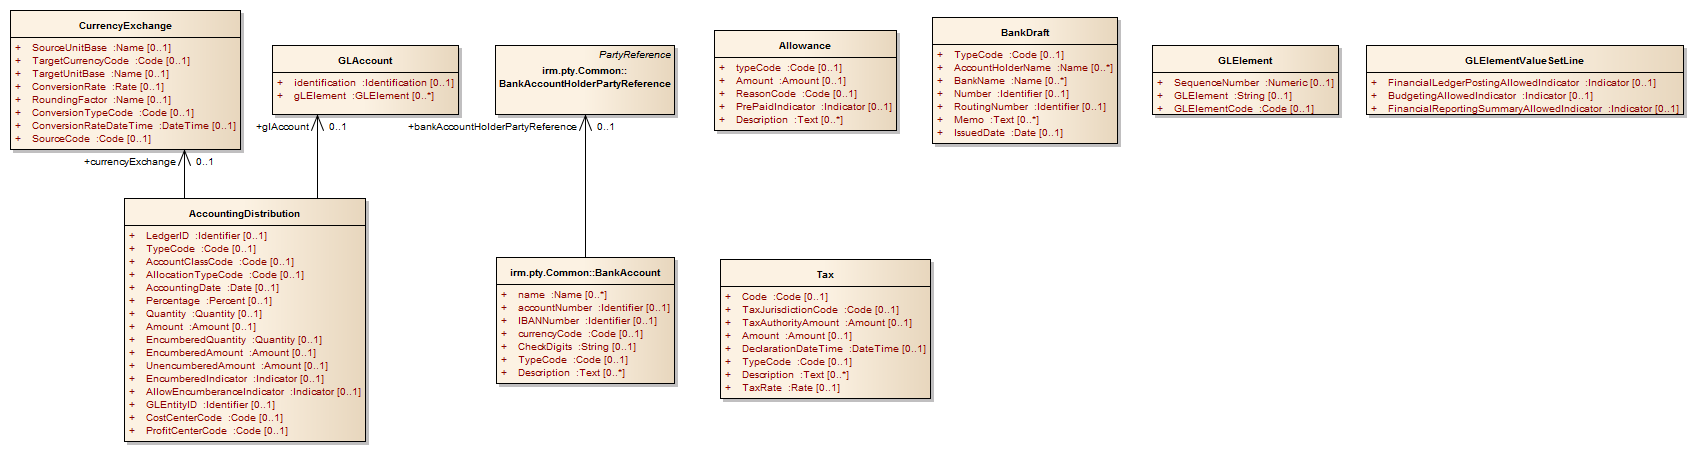 CurrencyExchange
+ SourceUnitBase :Name [0..1]
+ TargetCurrencyCode :Code [0..1]
+ TargetUnitBase :Name [0..1]
+ ConversionRate :Rate [0..1]
+ RoundingFactor :Name [0..1]
+ ConversionTypeCode :Code [0..1]
+ ConversionRateDateTime :DateTime [0..1]
+ SourceCode :Code [0..1]
+currencyExchange 0..1
GLAccount
+ identification :Identification [0..1]
+ gLElement :GLElement [0..*]
+glAccount 0..1
PartyReference
irm.pty.Common::
BankAccountHolderPartyReference
+bankAccountHolderPartyReference 0..1
Allowance
+ typeCode :Code [0..1]
+ Amount :Amount [0..1]
+ ReasonCode :Code [0..1]
+ PrePaidIndicator :Indicator [0..1]
+ Description :Text [0..*]
BankDraft
+ TypeCode :Code [0..1]
+ AccountHolderName :Name [0..*]
+ BankName :Name [0..*]
+ Number :Identifier [0..1]
+ RoutingNumber :Identifier [0..1]
+ Memo :Text [0..*]
+ IssuedDate :Date [0..1]
GLElement
+ SequenceNumber :Numeric [0..1]
+ GLElement :String [0..1]
+ GLElementCode :Code [0..1]
GLElementValueSetLine
+ FinancialLedgerPostingAllowedIndicator :Indicator [0..1]
+ BudgetingAllowedIndicator :Indicator [0..1]
+ FinancialReportingSummaryAllowedIndicator :Indicator [0..1]
AccountingDistribution
+ LedgerID :Identifier [0..1]
+ TypeCode :Code [0..1]
+ AccountClassCode :Code [0..1]
+ AllocationTypeCode :Code [0..1]
+ AccountingDate :Date [0..1]
+ Percentage :Percent [0..1]
+ Quantity :Quantity [0..1]
+ Amount :Amount [0..1]
+ EncumberedQuantity :Quantity [0..1]
+ EncumberedAmount :Amount [0..1]
+ UnencumberedAmount :Amount [0..1]
+ EncumberedIndicator :Indicator [0..1]
+ AllowEncumberanceIndicator :Indicator [0..1]
+ GLEntityID :Identifier [0..1]
+ CostCenterCode :Code [0..1]
+ ProfitCenterCode :Code [0..1]
irm.pty.Common::BankAccount
+ name :Name [0..*]
+ accountNumber :Identifier [0..1]
+ IBANNumber :Identifier [0..1]
+ currencyCode :Code [0..1]
+ CheckDigits :String [0..1]
+ TypeCode :Code [0..1]
+ Description :Text [0..*]
Tax
+ Code :Code [0..1]
+ TaxJurisdictionCode :Code [0..1]
+ TaxAuthorityAmount :Amount [0..1]
+ Amount :Amount [0..1]
+ DeclarationDateTime :DateTime [0..1]
+ TypeCode :Code [0..1]
+ Description :Text [0..*]
+ TaxRate :Rate [0..1]